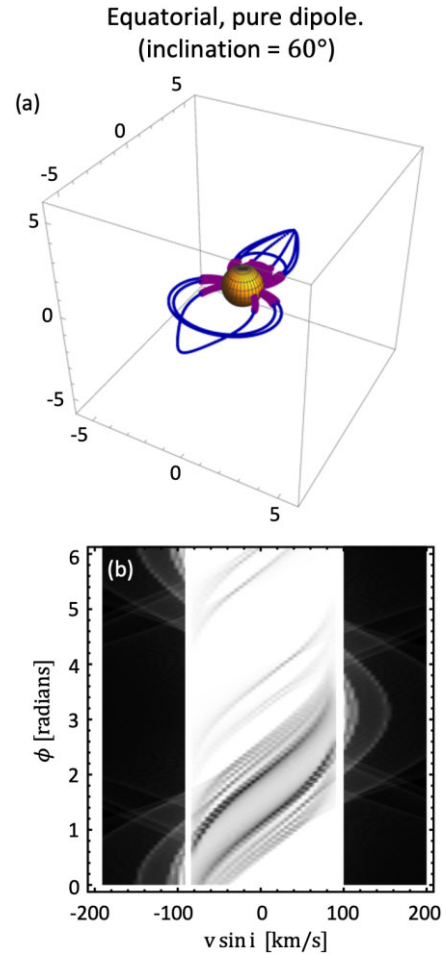 Equatorial, pure dipole.
(inclination = 60°)
(a)
5
0
-5
5
0
-5
-5
0
5
(b)
6
5
4
3
2
1
0
ϕ [radians]
-200 -100 0 100 200
v sin i [km/s]